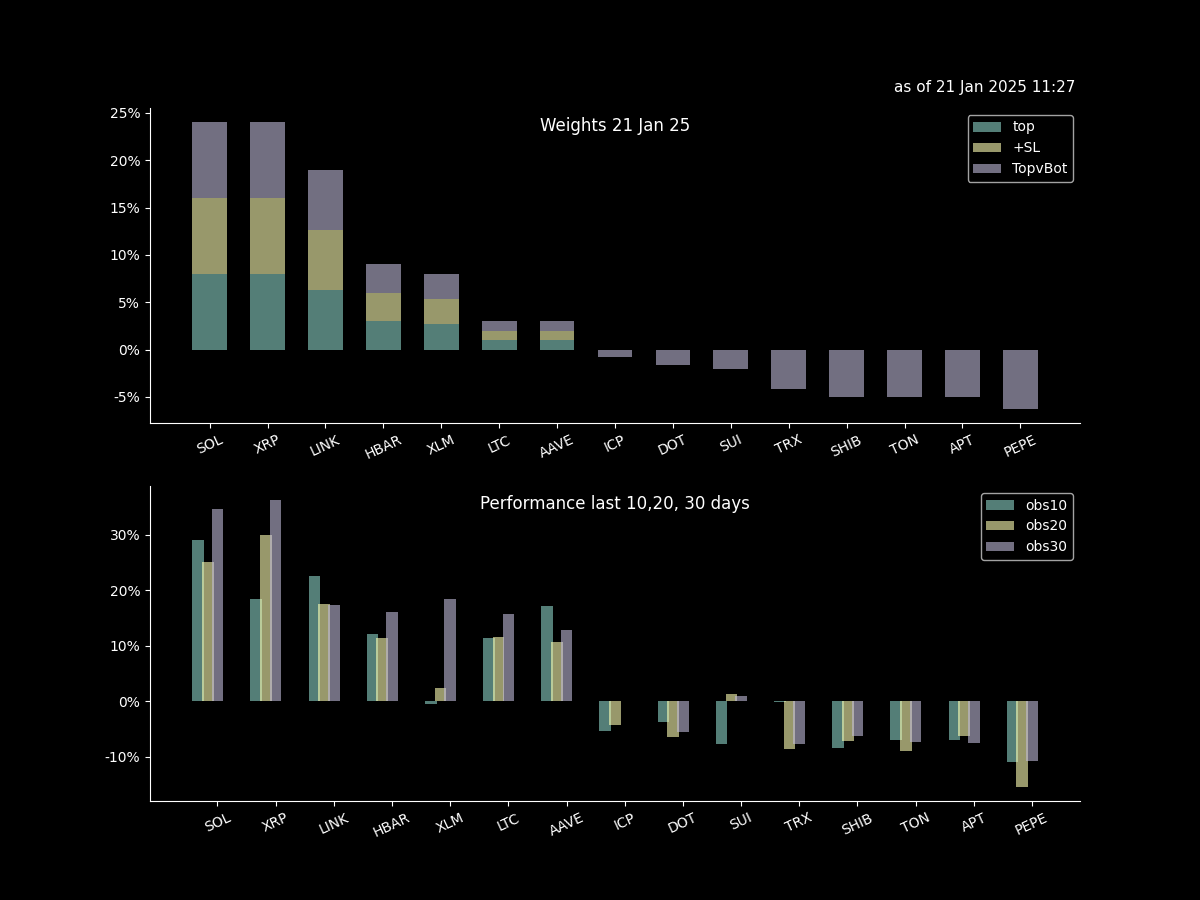 as of 21 Jan 2025 11:27
Weights 21 Jan 25
top
+SL
TopvBot
25%
20%
15%
10%
5%
0%
-5%
SOL XRP LINK HBAR XLM LTC AAVE ICP DOT SUI TRX SHIB TON APT PEPE
Performance last 10,20, 30 days
obs10
obs20
obs30
30%
20%
10%
0%
-10%
SOL XRP LINK HBAR XLM LTC AAVE ICP DOT SUI TRX SHIB TON APT PEPE